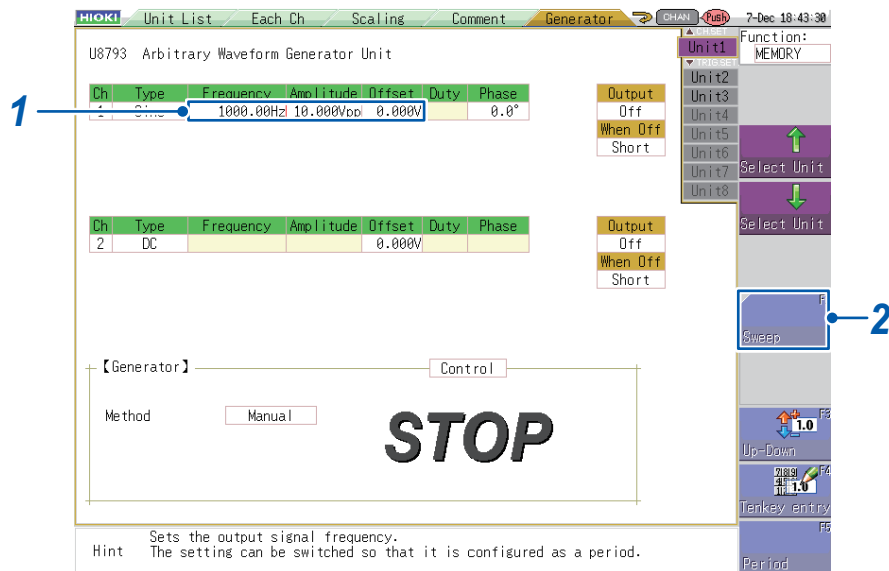 HIOKI Unit List Each Ch Scaling Comment Generator CHAN Push 7-Dec 18:43:30
▲CH.SET Function:
Unit1 MEMORY
▼TRIG SET
U8793 Arbitrary Waveform Generator Unit
Unit2
Unit3
Unit4
Unit5
Unit6
Unit7
Unit8
Select Unit
Select Unit
Ch Type Frequency Amplitude Offset Duty Phase Output
1 1 Sine 1000.00Hz 10.000Vpp 0.000V 0.0° Off
When Off
Short
Ch Type Frequency Amplitude Offset Duty Phase Output
2 DC 0.000V Off
When Off
Short
Sweep 2
【Generator】 Control
Method Manual STOP
1.0 F3
Up-Down
1.0 F4
Tenkey entry
F5
Period
Hint Sets the output signal frequency.
The setting can be switched so that it is configured as a period.